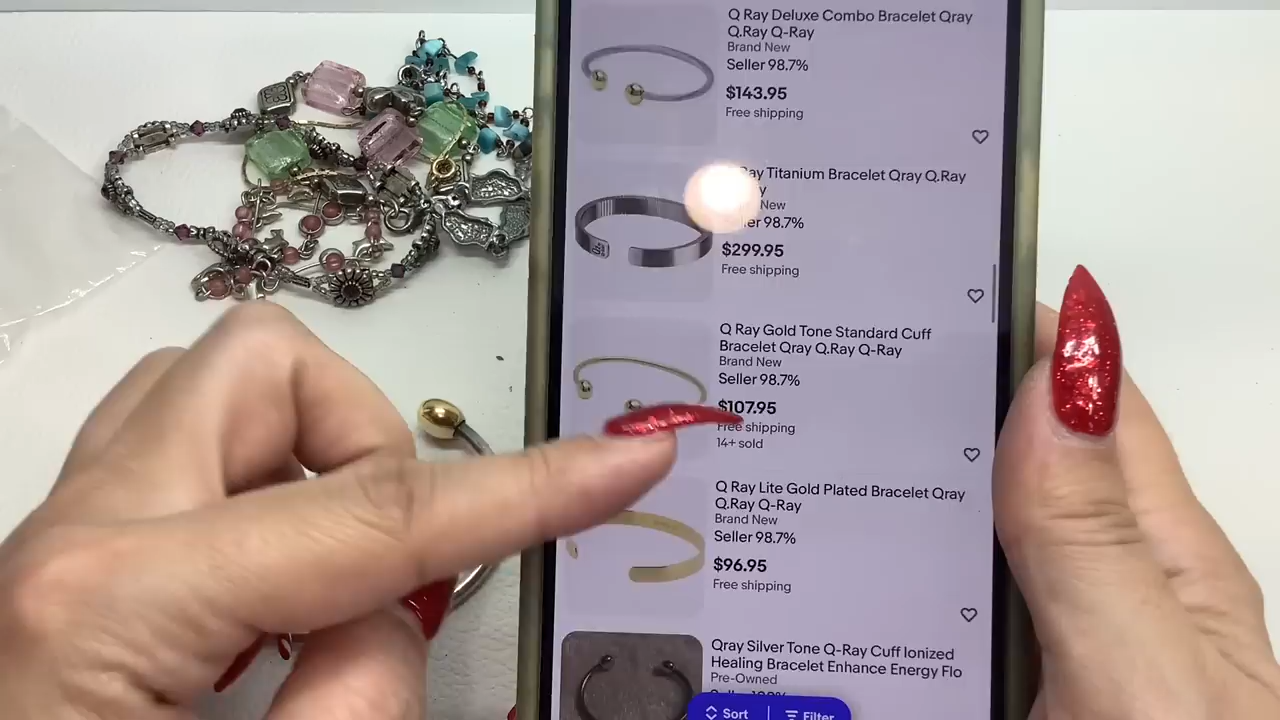 Q Ray Deluxe Combo Bracelet Qray
Q.Ray Q-Ray
Brand New
Seller 98.7%
$143.95
Free shipping
Ray Titanium Bracelet Qray Q.Ray
New
98.7%
$299.95
Free shipping
Q Ray Gold Tone Standard Cuff
Bracelet Qray Q.Ray Q-Ray
Brand New
Seller 98.7%
$107.95
Free shipping
14+ sold
Q Ray Lite Gold Plated Bracelet Qray
Q.Ray Q-Ray
Brand New
Seller 98.7%
$96.95
Free shipping
Qray Silver Tone Q-Ray Cuff Ionized
Healing Bracelet Enhance Energy Flo
Pre-Owned
Sort
Filter